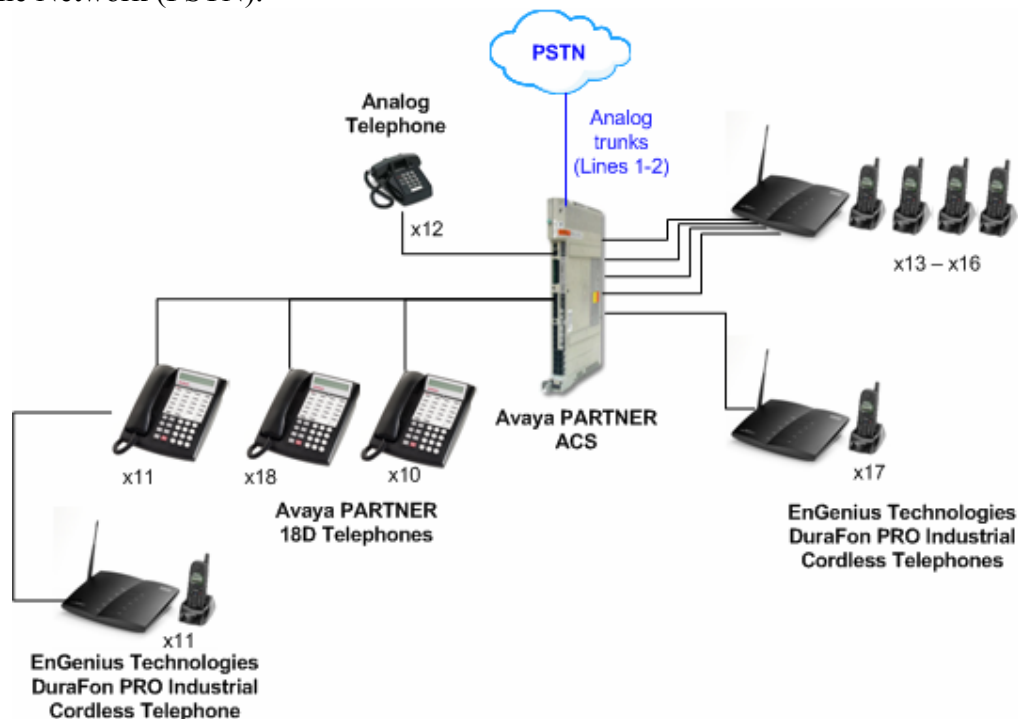 (PSTN).
PSTN
Analog
Telephone
Analog
trunks
(Lines 1-2)
x12
x13 – x16
Avaya PARTNER
ACS
x11
x18
x10
x17
Avaya PARTNER
18D Telephones
EnGenius Technologies
DuraFon PRO Industrial
Cordless Telephones
x11
EnGenius Technologies
DuraFon PRO Industrial
Cordless Telephone